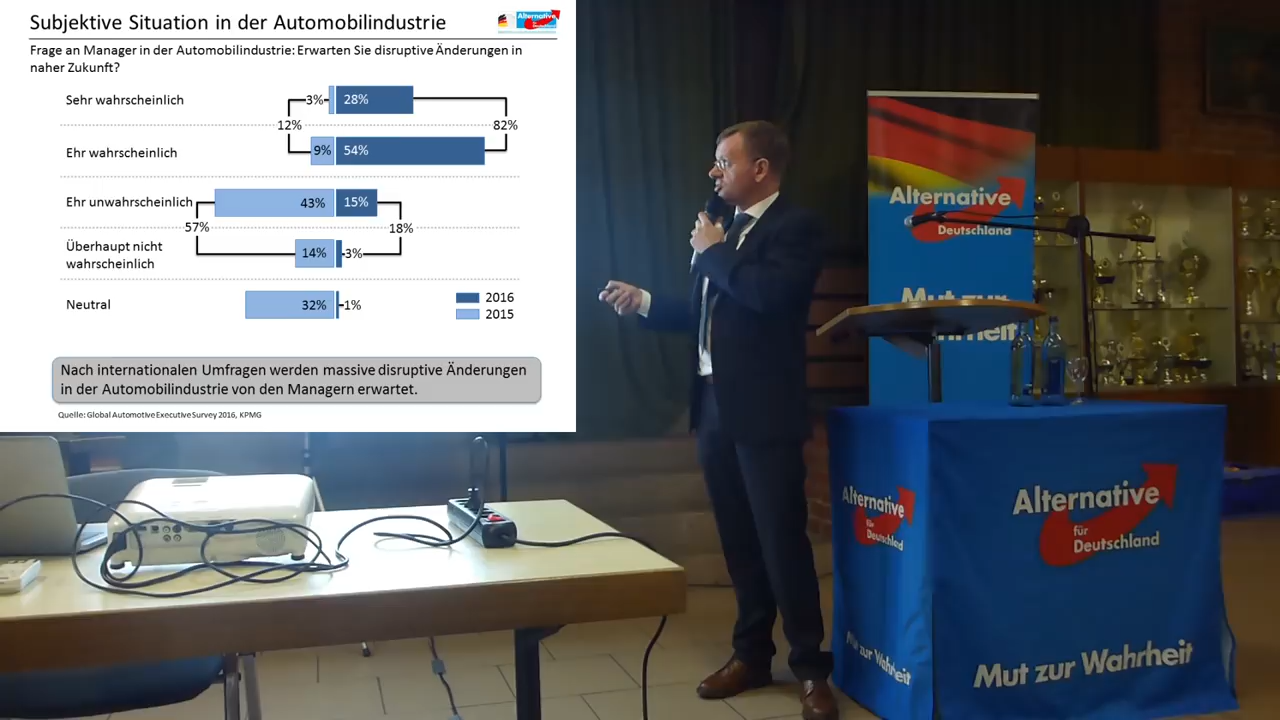 Subjektive Situation in der Automobilindustrie
Alternative
Frage an Manager in der Automobilindustrie: Erwarten Sie disruptive Änderungen in
naher Zukunft?
Sehr wahrscheinlich
3%
28%
12%
82%
Ehr wahrscheinlich
9%
54%
Ehr unwahrscheinlich
43%
15%
57%
18%
Überhaupt nicht
wahrscheinlich
14%
3%
Neutral
32%
1%
2016
2015
Nach internationalen Umfragen werden massive disruptive Änderungen
in der Automobilindustrie von den Managern erwartet.
Quelle: Global Automotive Executive Survey 2016, KPMG
Alternative
Deutschland
Mut zur
Wahrheit
Alternative
für
Deutschland
Mut zur Wahrheit
Alternative
für
Deutschland
Mut zur Wahrheit